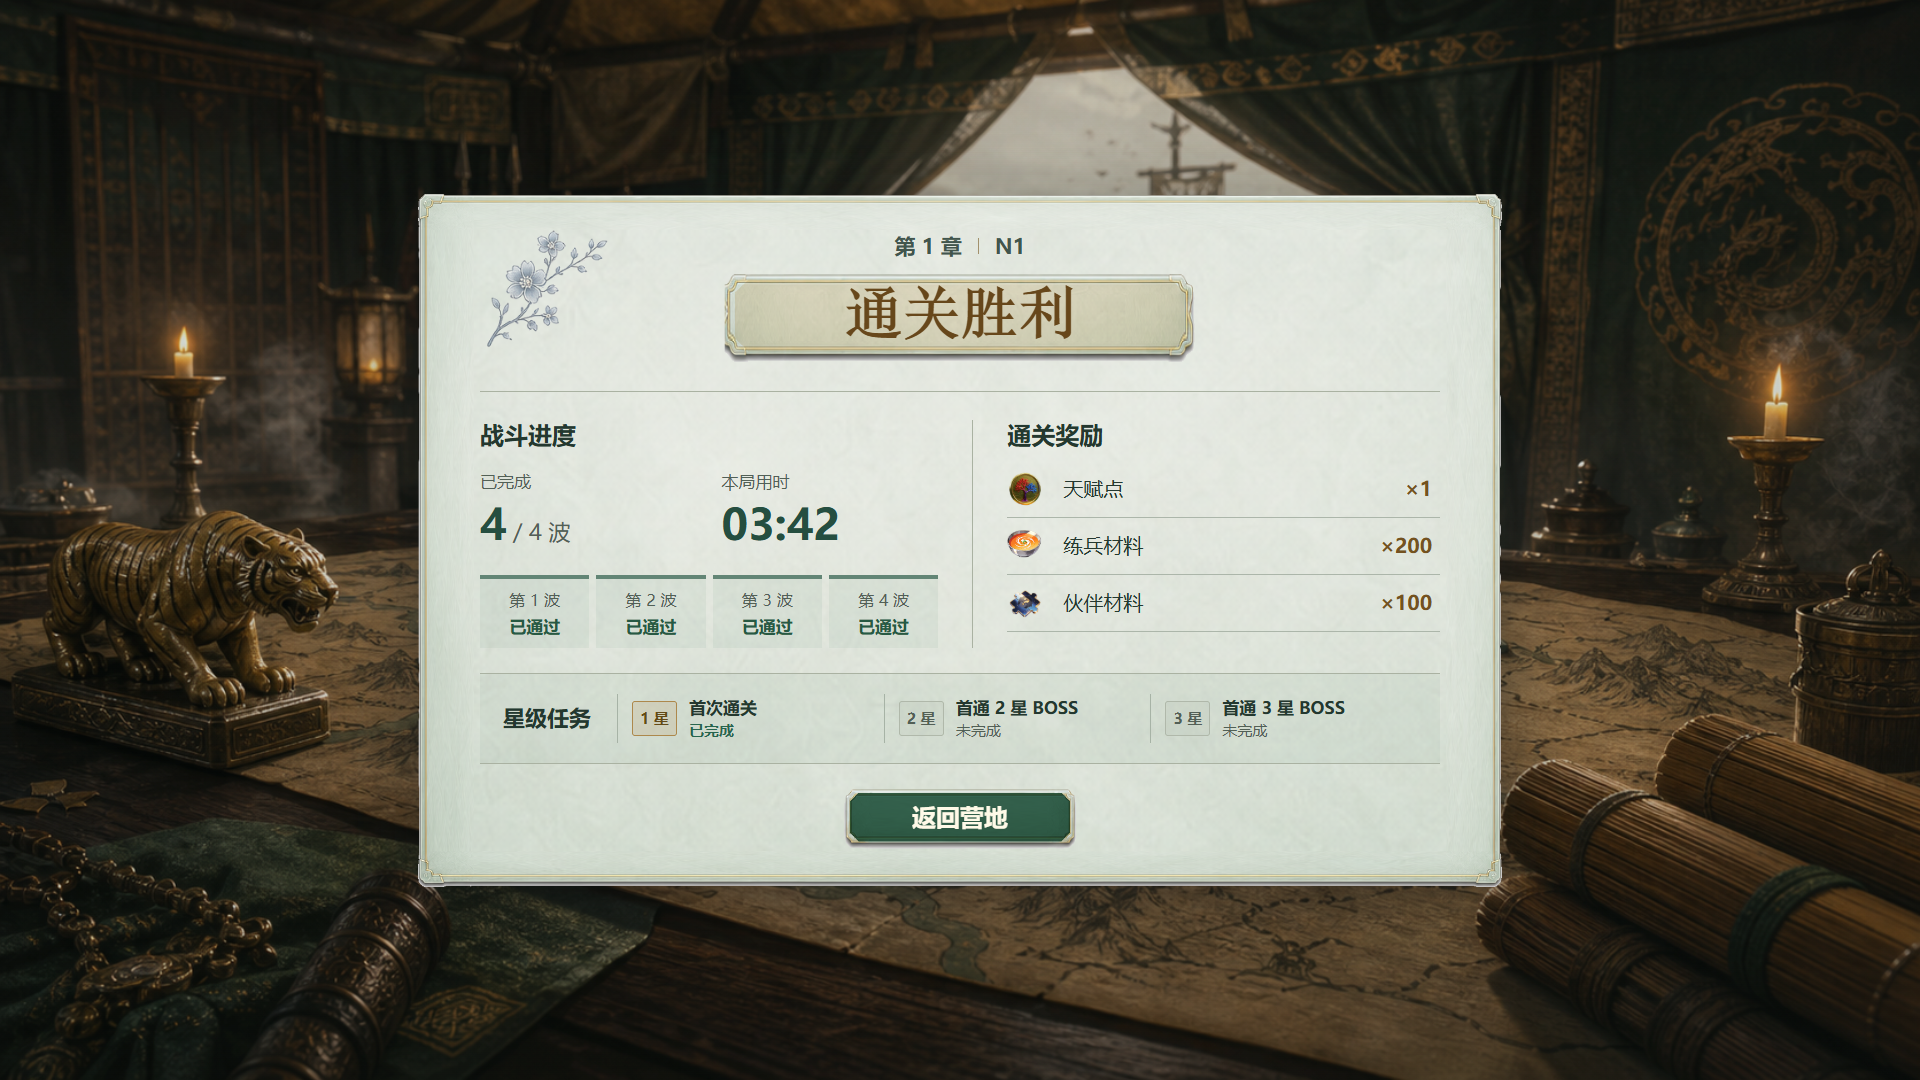 第 1 章 | N1
通关胜利
战斗进度
已完成
4 / 4 波
本局用时
03:42
第 1 波
已通过
第 2 波
已通过
第 3 波
已通过
第 4 波
已通过
通关奖励
天赋点 ×1
练兵材料 ×200
伙伴材料 ×100
星级任务
1 星
首次通关
已完成
2 星
首通 2 星 BOSS
未完成
3 星
首通 3 星 BOSS
未完成
返回营地